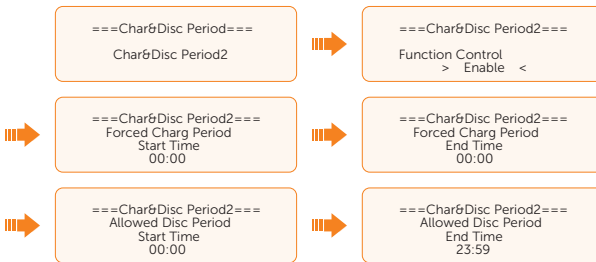 ===Char&Disc Period===
Char&Disc Period2
===Char&Disc Period2===
Function Control
> Enable <
===Char&Disc Period2===
Forced Charg Period
Start Time
00:00
===Char&Disc Period2===
Forced Charg Period
End Time
00:00
===Char&Disc Period2===
Allowed Disc Period
Start Time
00:00
===Char&Disc Period2===
Allowed Disc Period
End Time
23:59